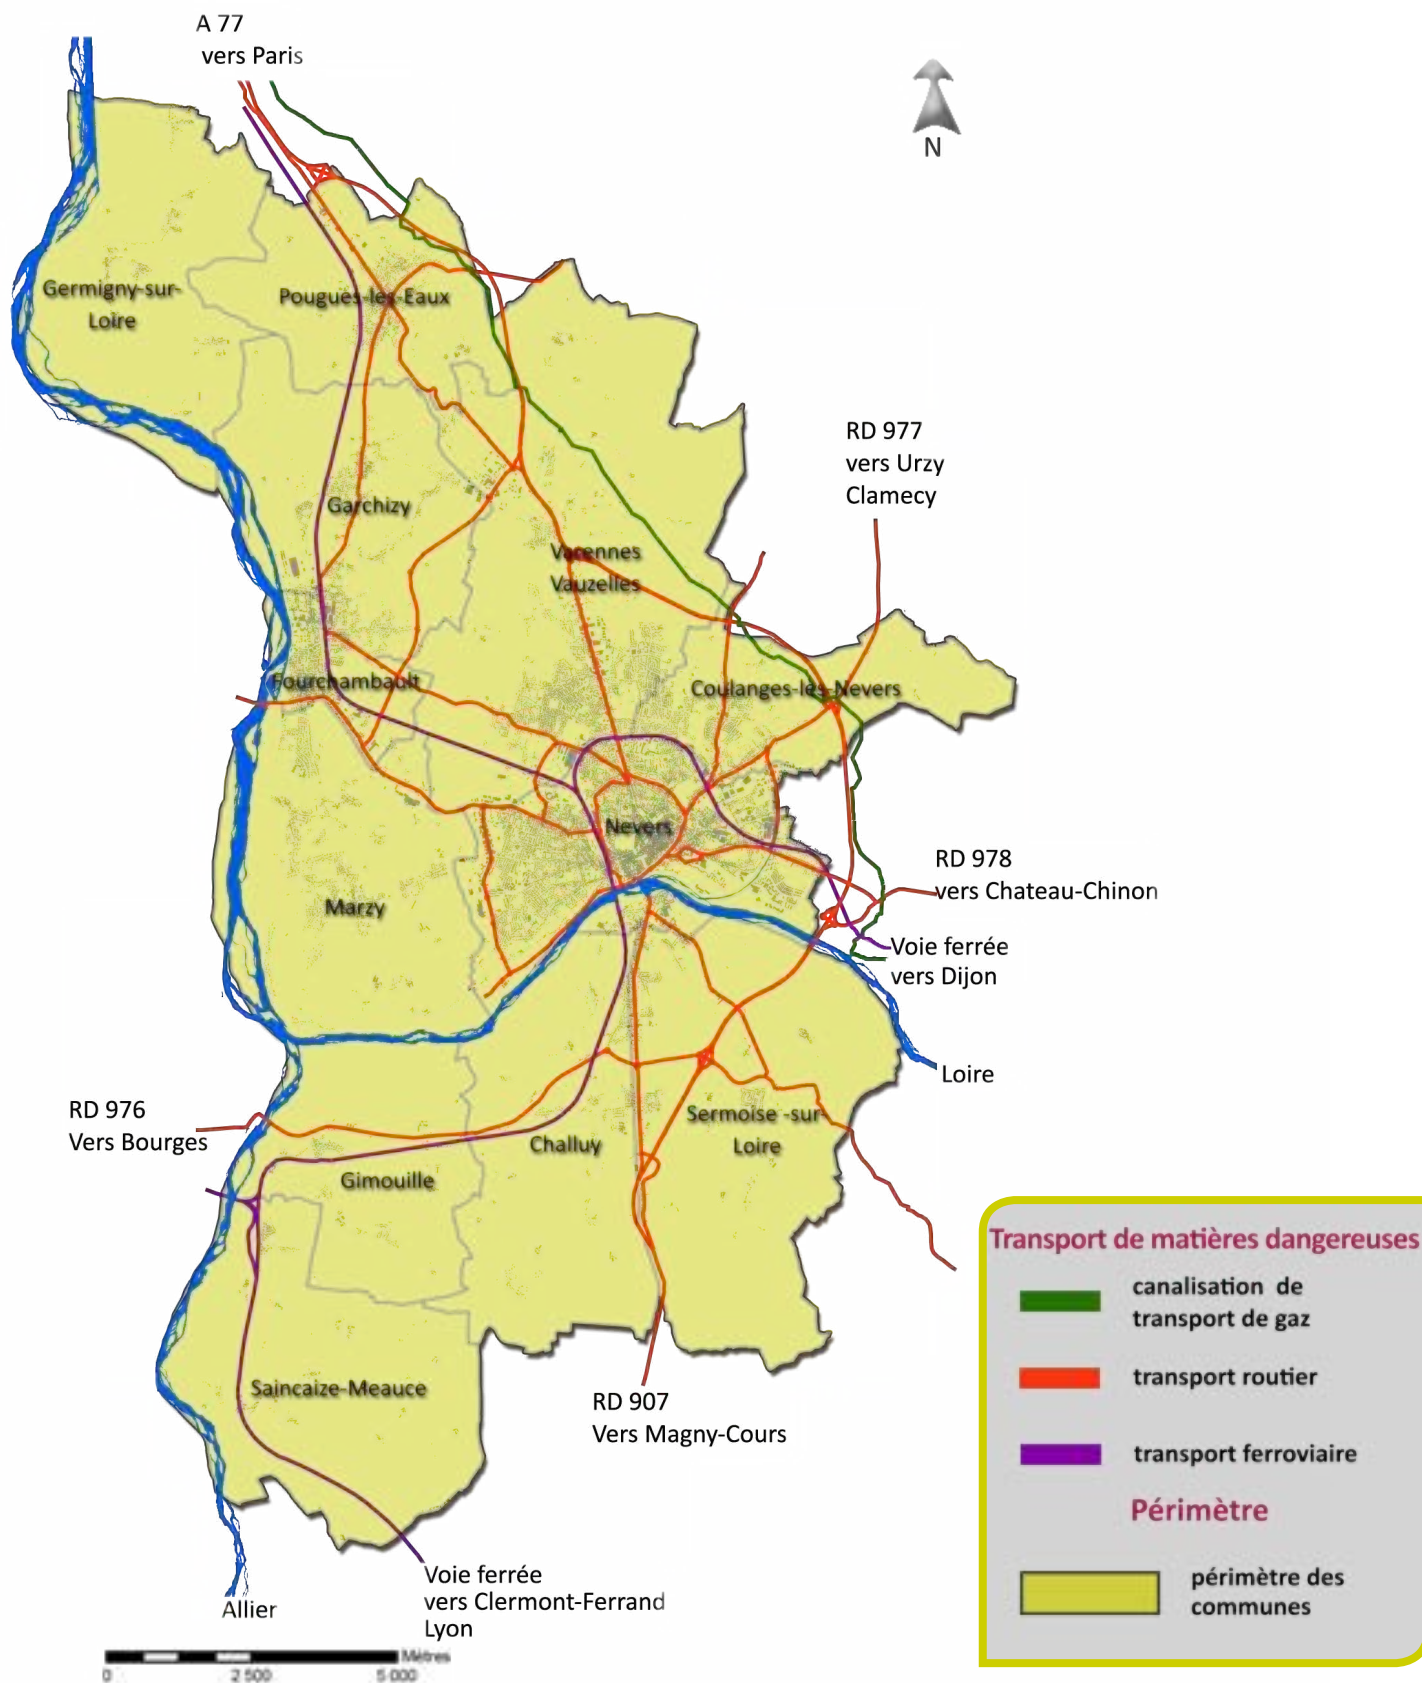 A 77
vers Paris
N
Germigny-sur-
Loire
Pougues-les-Eaux
RD 977
vers Urzy
Clamecy
Garchizy
Varennes
Vauzelles
Fourchambault
Coulanges-les-Nevers
Nevers
RD 978
vers Chateau-Chinon
Marzy
Voie ferrée
vers Dijon
Loire
RD 976
Vers Bourges
Sermoise -sur-
Loire
Challuy
Gimouille
Transport de matières dangereuses
canalisation de
transport de gaz
transport routier
Saincaize-Meauce
RD 907
Vers Magny-Cours
transport ferroviaire
Périmètre
Voie ferrée
vers Clermont-Ferrand
Lyon
périmètre des
communes
Allier
Mètres
0 2 500 5 000